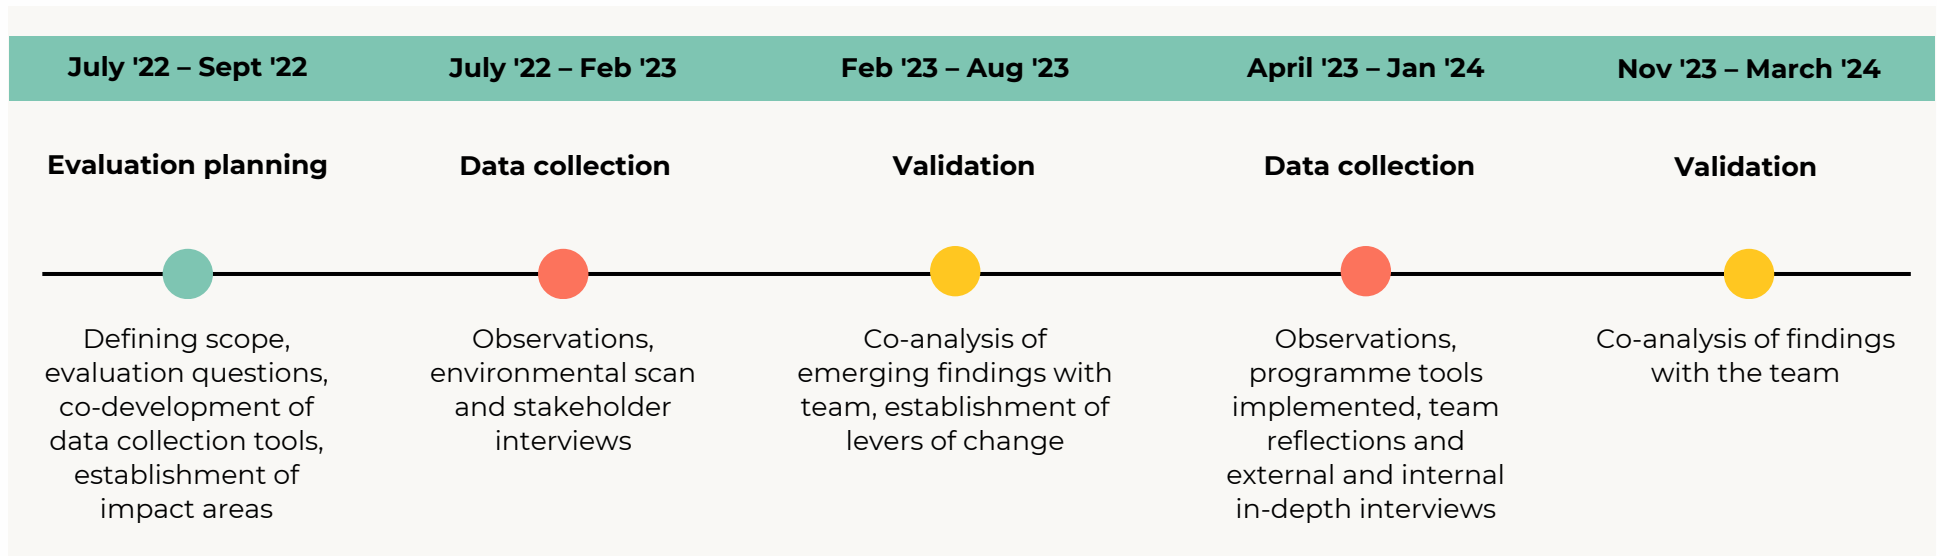 July '22 – Sept '22
July '22 – Feb '23
Feb '23 – Aug '23
April '23 – Jan '24
Nov '23 – March '24
Evaluation planning
Data collection
Validation
Data collection
Validation
Defining scope,
evaluation questions,
co-development of
data collection tools,
establishment of
impact areas
Observations,
environmental scan
and stakeholder
interviews
Co-analysis of
emerging findings with
team, establishment of
levers of change
Observations,
programme tools
implemented, team
reflections and
external and internal
in-depth interviews
Co-analysis of findings
with the team